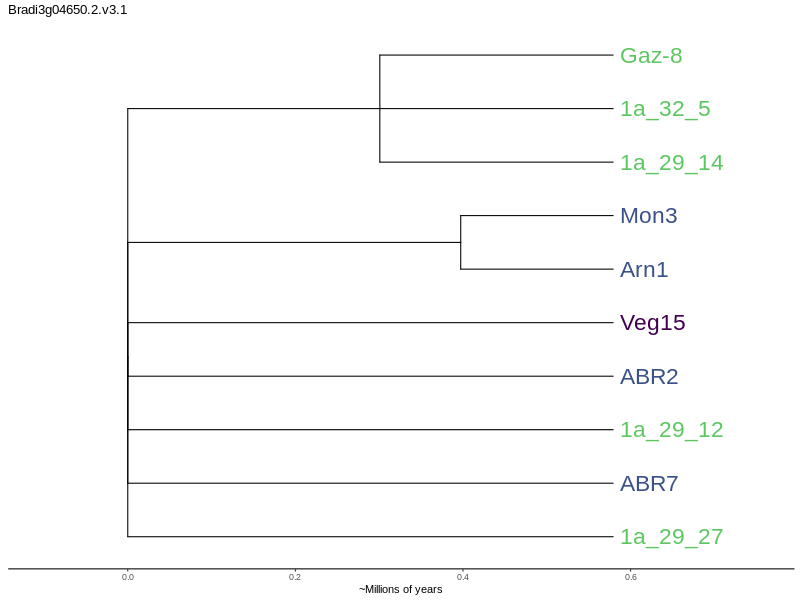 Bradi3g04650.2.v3.1
Gaz-8
1a_32_5
1a_29_14
Mon3
Arn1
Veg15
ABR2
1a_29_12
ABR7
1a_29_27
0.0 0.2 0.4 0.6
~Millions of years